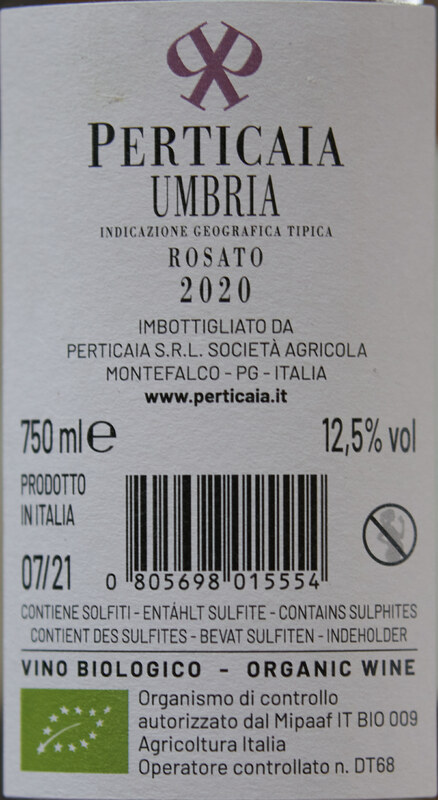 PERTICAIA
UMBRIA
INDICAZIONE GEOGRAFICA TIPICA
ROSATO
2020
IMBOTTIGLIATO DA
PERTICAIA S.R.L. SOCIETÀ AGRICOLA
MONTEFALCO - PG - ITALIA
www.perticaia.it
750 ml e 12,5% vol
PRODOTTO
IN ITALIA
07/21
0 805698 015554
CONTIENE SOLFITI - ENTÁHLT SULFITE - CONTAINS SULPHITES
CONTIENT DES SULFITES - BEVAT SULFITEN - INDEHOLDER
VINO BIOLOGICO - ORGANIC WINE
Organismo di controllo
autorizzato dal Mipaaf IT BIO 009
Agricoltura Italia
Operatore controllato n. DT68